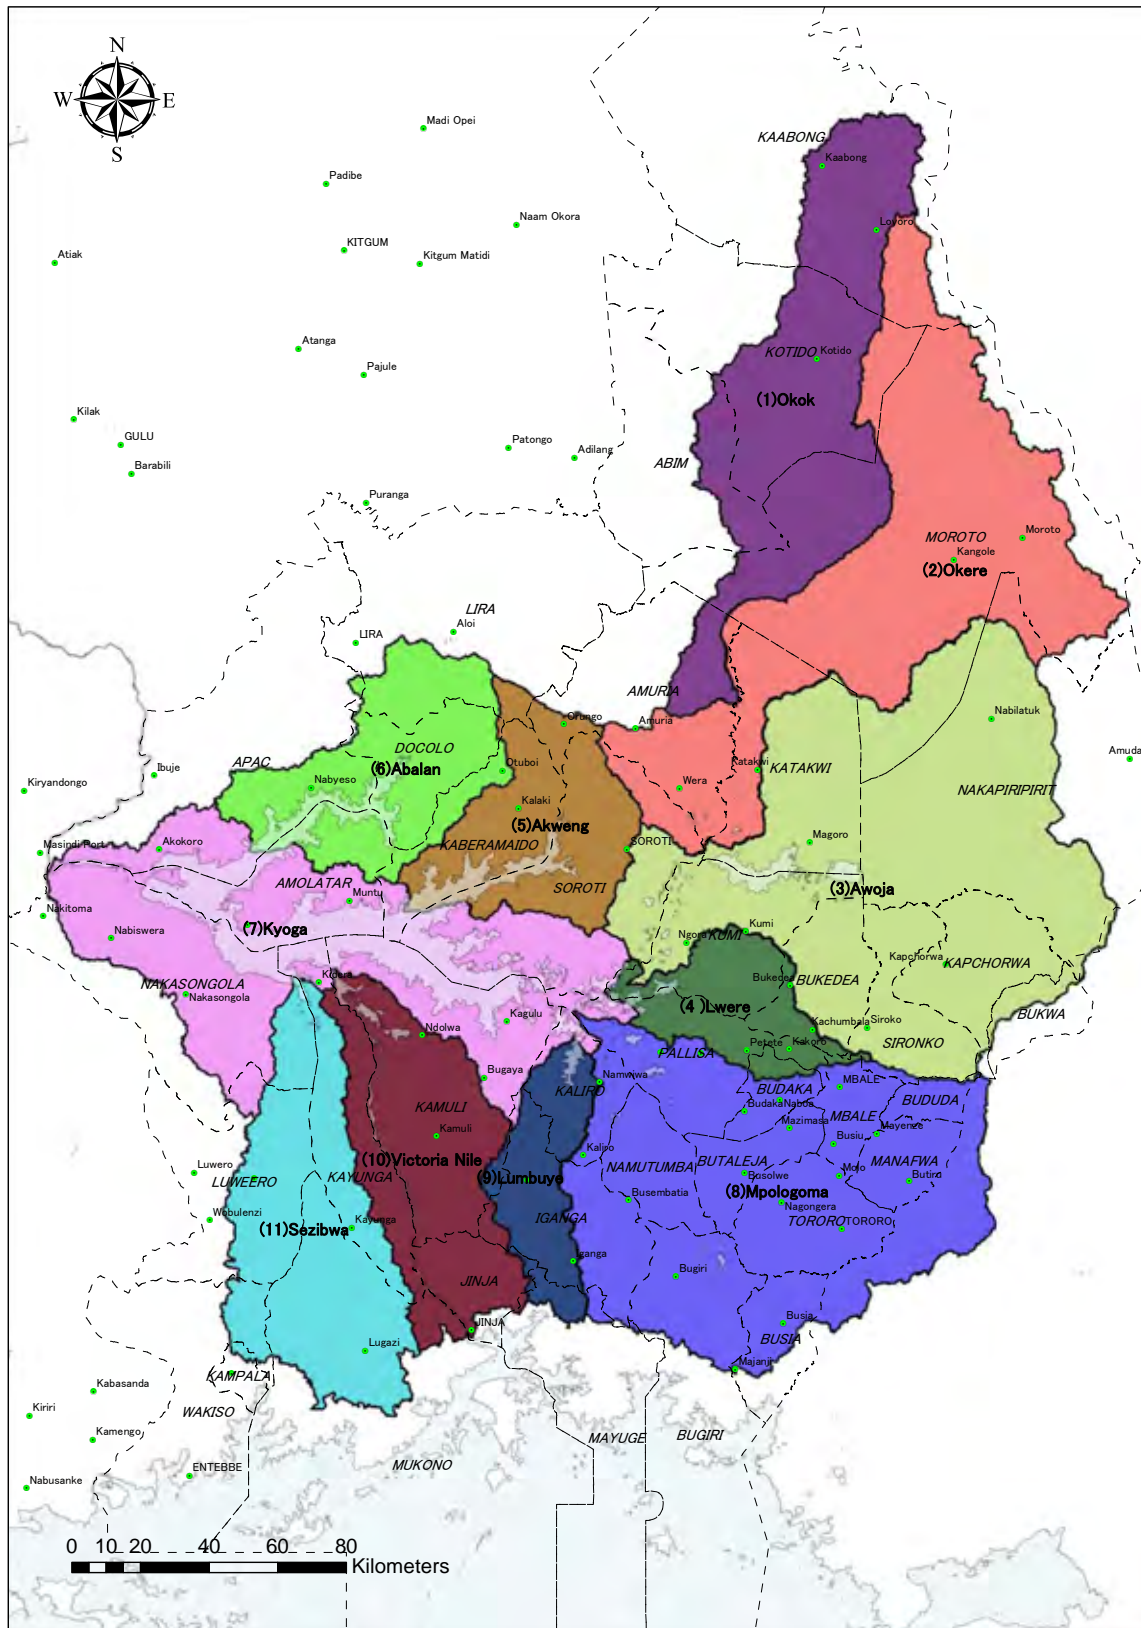 N
W E
S
Madi Opei
KAABONG
Kaabong
Padibe
Naam Okora
Loyoro
KITGUM
Atiak
Kitgum Matidi
Atanga
KOTIDO
Kotido
Pajule
(1)Okok
Kilak
GULU
Patongo
Adilang
ABIM
Barabili
Puranga
Moroto
MOROTO
Kangole
(2)Okere
LIRA
Aloi
LIRA
AMURIA
Orungo
Amuria
Nabilatuk
DOCOLO
APAC
(6)Abalan
Otuboi
Katakwi
KATAKWI
Amuda
Ibuje
Kiryandongo
Nabyeso
Wera
NAKAPIRIPIRIT
Kalaki
(5)Akweng
Masindi Port
Akokoro
KABERAMAIDO
SOROTI
Magoro
AMOLATAR
SOROTI
(3)Awoja
Muntu
Nakitoma
(7)Kyoga
Nabiswera
Kumi
Ngora
KUMI
Kapchorwa
KAPCHORWA
NAKASONGOLA
Nakasongola
Kidera
Bukedea
BUKEDEA
(4 )Lwere
BUKWA
Kagulu
Ndolwa
Kachumbala
Siroko
SIRONKO
PALLISA
Petete
Kakoro
Bugaya
Namwiwa
KALIRO
BUDAKA
MBALE
BUDUDA
Budaka
Naboa
MBALE
KAMULI
Kamuli
Mazimasa
Mayenze
Busiu
(10)Victoria Nile
Kaliro
NAMUTUMBA
BUTALEJA
MANAFWA
Luwero
LUWEERO
KAYUNGA
(9)Lumbuye
Busolwe
Molo
Butiru
(8)Mpologoma
Busembatia
Nagongera
Wobulenzi
(11)Sezibwa
Kayunga
IGANGA
TORORO
TORORO
Iganga
JINJA
Bugiri
JINJA
Busia
BUSIA
Lugazi
KAMPALA
Majanji
Kabasanda
WAKISO
Kiriri
Kamengo
MAYUGE
BUGIRI
MUKONO
ENTEBBE
Nabusanke
0 10 20 40 60 80
Kilometers